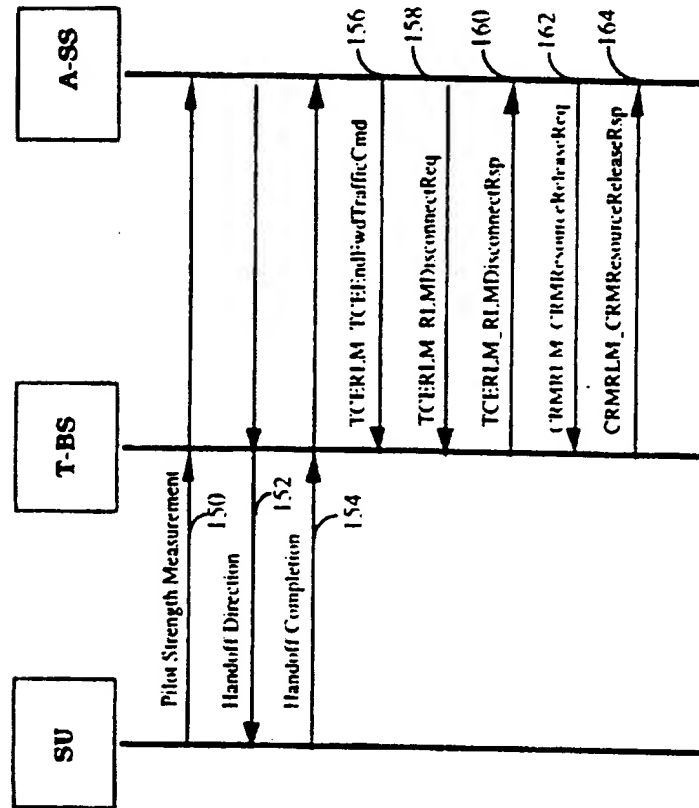 SU
T-BS
A-SS
Pilot Strength Measurement
150
Handoff Direction
152
Handoff Completion
154
TCERLM_TCEEndFwdTrafficCmd
156
TCERLM_RLMDisconnectReq
158
TCERLM_RLMDisconnectRsp
160
CRMRLM_CRMResourceReleaseReq
162
CRMRLM_CRMResourceReleaseRsp
164